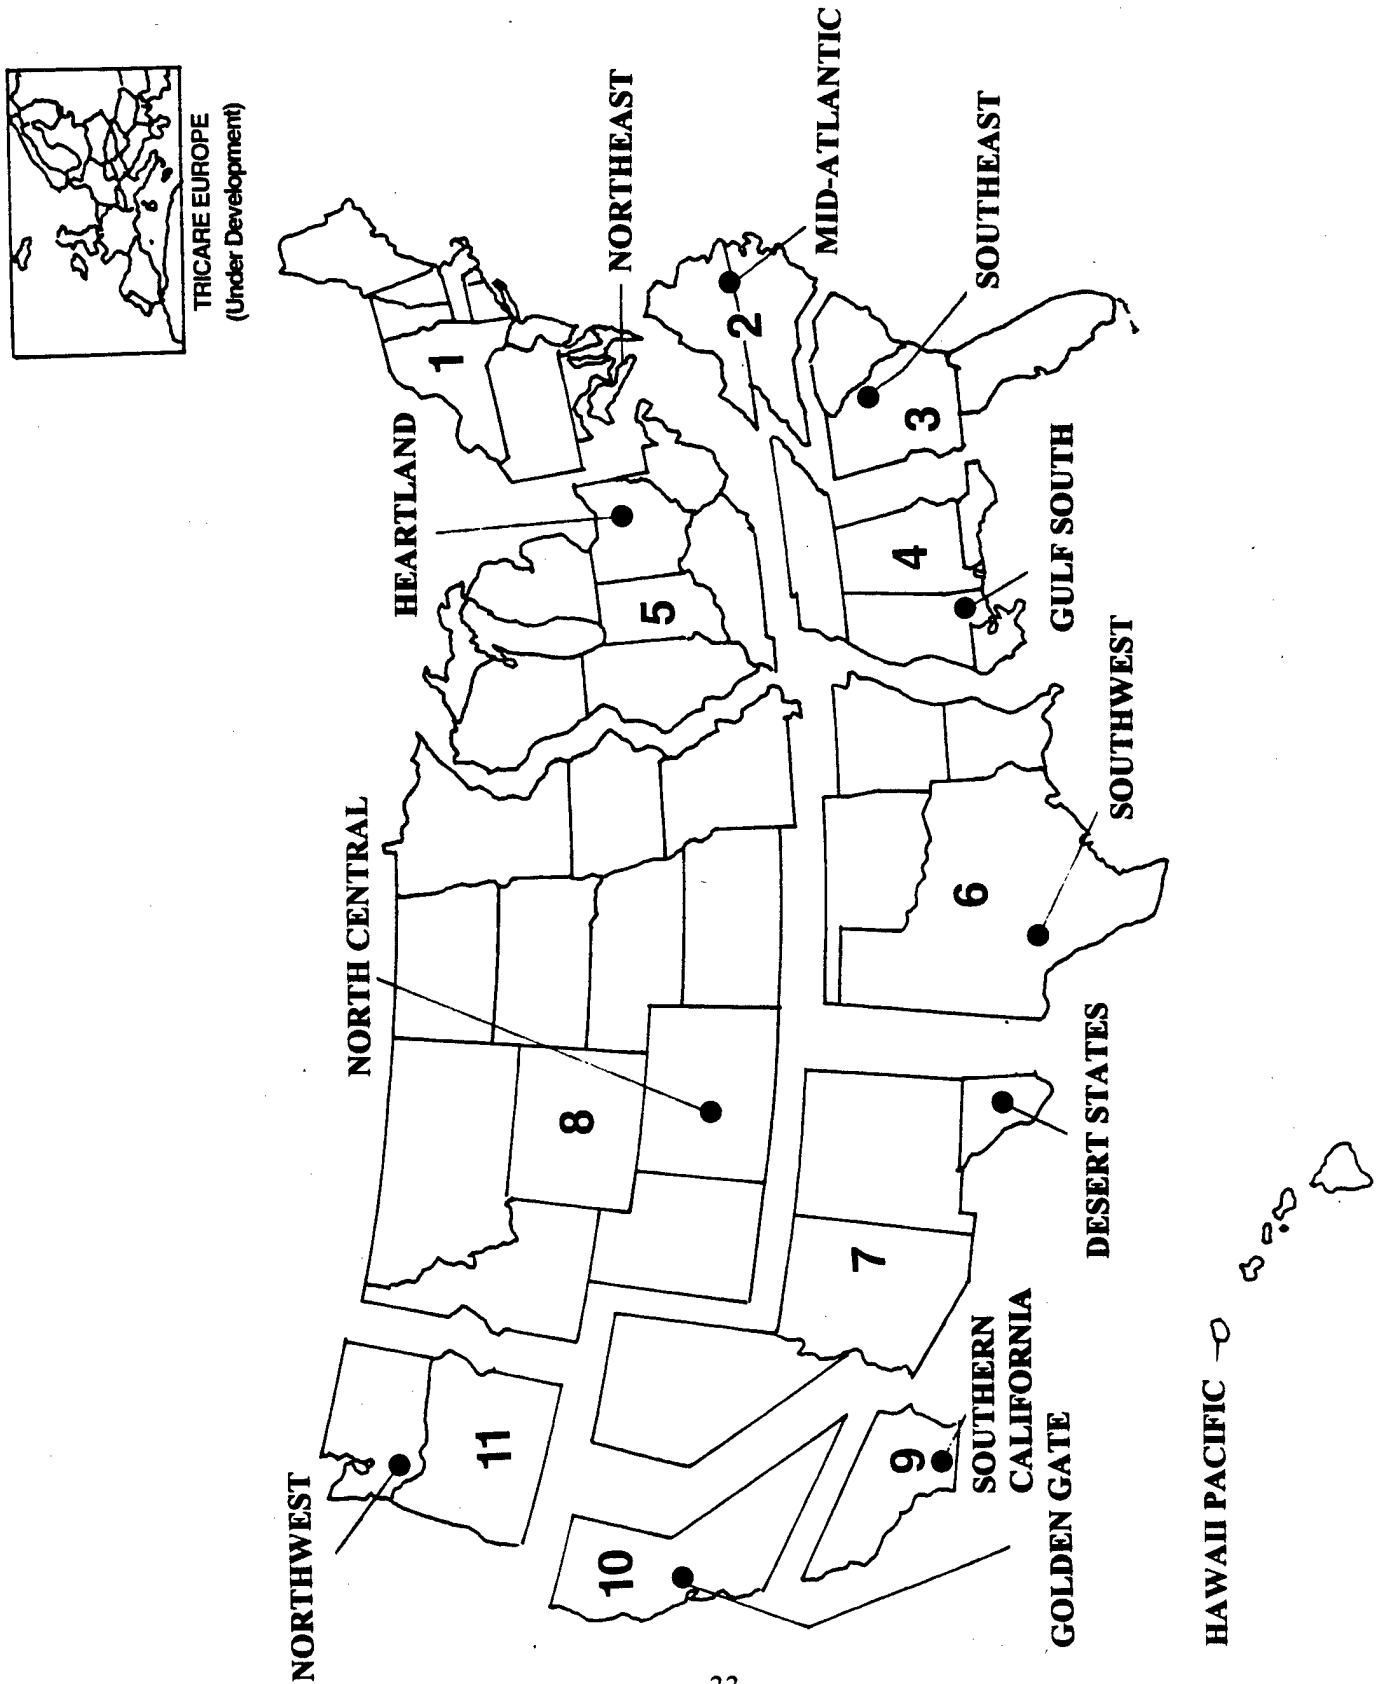 TRICARE EUROPE
(Under Development)
NORTHWEST
NORTH CENTRAL
HEARTLAND
NORTHEAST
MID-ATLANTIC
SOUTHEAST
GULF SOUTH
SOUTHWEST
DESERT STATES
SOUTHERN
CALIFORNIA
GOLDEN GATE
HAWAII PACIFIC
1
2
3
4
5
6
7
8
9
10
11